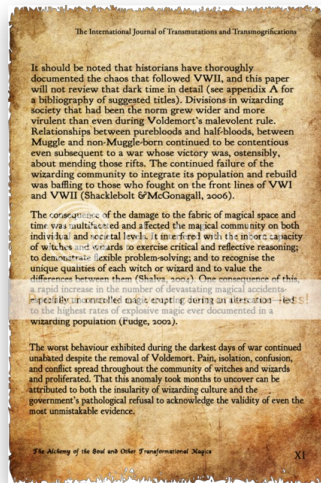 The International Journal of Transmutations and Transmogrifications
It should be noted that historians have thoroughly
documented the chaos that followed VWII, and this paper
will not review that dark time in detail (see appendix A for
a bibliography of suggested titles). Divisions in wizarding
society that had been the norm grew wider and more
virulent than even during Voldemort's malevolent rule.
Relationships between purebloods and half-bloods, between
Muggle and non-Muggle-born continued to be contentious
even subsequent to a war whose victory was, ostensibly,
about mending those rifts. The continued failure of the
wizarding community to integrate its population and rebuild
was baffling to those who fought on the front lines of VWI
and VWII (Shacklebolt & McGonagall, 2006).
The consequence of the damage to the fabric of magical space and
time was multifaceted and affected the majical community on both
individual and societal levels. It interfered with the inborn capacity
of witches and wizards to exercise critical and reflective reasoning;
to demonstrate flexible problem-solving; and to recognise the
unique qualities of each witch or wizard and to value the
differences between them (Shalva, 2004). One consequence of this,
a rapid increase in the number of devastating magical accidents-
especially uncontrolled magic erupting during an altercation -led
to the highest rates of explosive magic ever documented in a
wizarding population (Fudge, 2002).
The worst behaviour exhibited during the darkest days of war continued
unabated despite the removal of Voldemort. Pain, isolation, confusion,
and conflict spread throughout the community of witches and wizards
and proliferated. That this anomaly took months to uncover can be
attributed to both the insularity of wizarding culture and the
government's pathological refusal to acknowledge the validity of even the
most unmistakable evidence.
The Alchemy of the Soul and Other Transformational Magics
XI